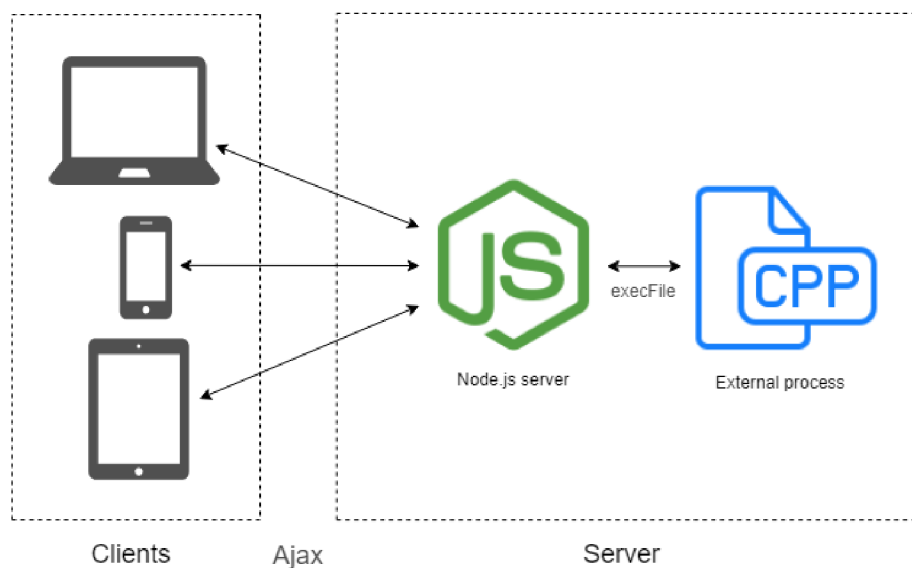 JS
CPP
execFile
Node.js server
External process
Clients
Ajax
Server